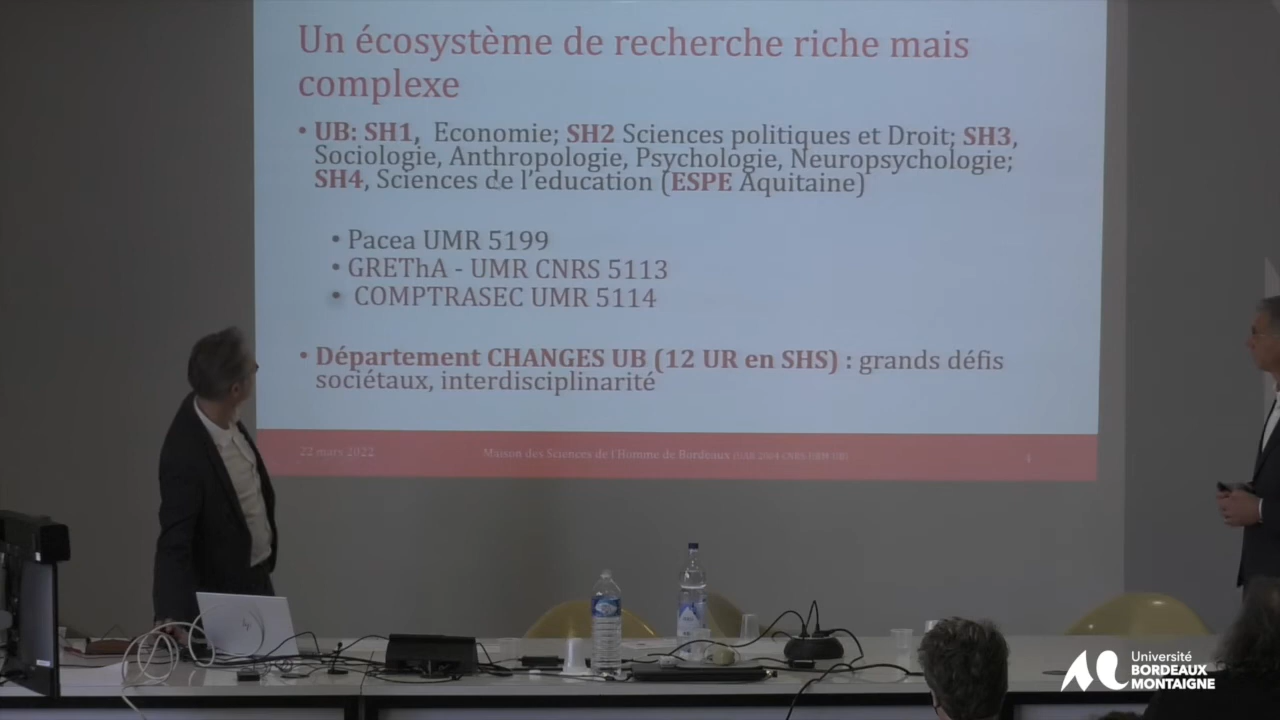 Un écosystème de recherche riche mais
complexe
• UB: SH1, Economie; SH2 Sciences politiques et Droit; SH3,
Sociologie, Anthropologie, Psychologie, Neuropsychologie;
SH4, Sciences de l'education (ESPE Aquitaine)
• Pacea UMR 5199
• GREThA - UMR CNRS 5113
• COMPTRASEC UMR 5114
• Département CHANGES UB (12 UR en SHS) : grands défis
sociétaux, interdisciplinarité
22 mars 2022
Maison des Sciences de l'Homme de Bordeaux
Université
BORDEAUX
MONTAIGNE